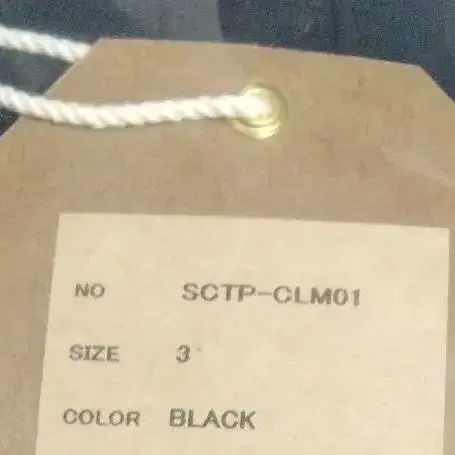 NO SCTP-CLM01
SIZE 3
COLOR BLACK